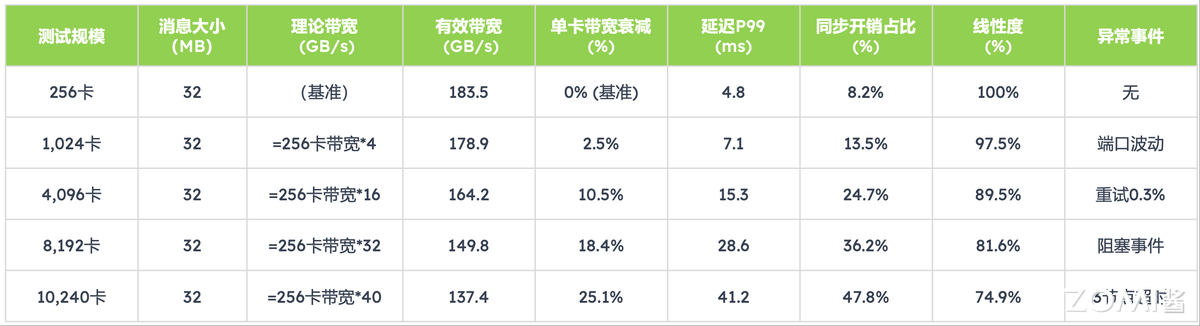 测试规模 消息大小 (MB) 理论带宽 (GB/s) 有效带宽 (GB/s) 单卡带宽衰减 (%) 延迟P99 (ms) 同步开销占比 (%) 线性度 (%) 异常事件
256卡 32 (基准) 183.5 0% (基准) 4.8 8.2% 100% 无
1,024卡 32 =256卡带宽*4 178.9 2.5% 7.1 13.5% 97.5% 端口波动
4,096卡 32 =256卡带宽*16 164.2 10.5% 15.3 24.7% 89.5% 重试0.3%
8,192卡 32 =256卡带宽*32 149.8 18.4% 28.6 36.2% 81.6% 阻塞事件
10,240卡 32 =256卡带宽*40 137.4 25.1% 41.2 47.8% 74.9%
ZOMI酱